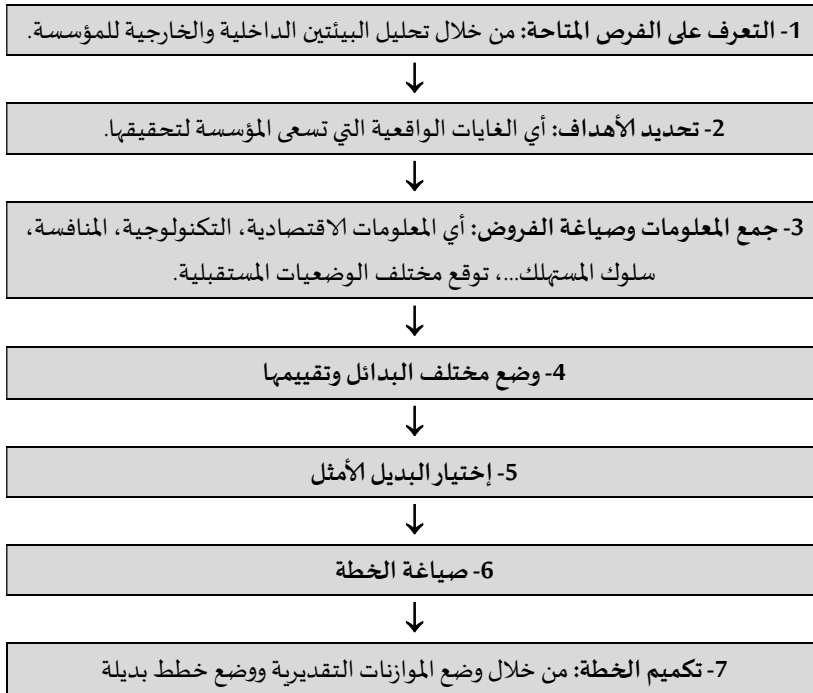 1- التعرف على الفرص المتاحة: من خلال تحليل البيئتين الداخلية والخارجية للمؤسسة.
2- تحديد الأهداف: أي الغايات الواقعية التي تسعى المؤسسة لتحقيقها.
3- جمع المعلومات وصياغة الفروض: أي المعلومات الاقتصادية، التكنولوجية، المنافسة،
سلوك المستهلك...، توقع مختلف الوضعيات المستقبلية.
4- وضع مختلف البدائل وتقييمها
5- إختيار البديل الأمثل
6- صياغة الخطة
7- تكميم الخطة: من خلال وضع الموازنات التقديرية ووضع خطط بديلة